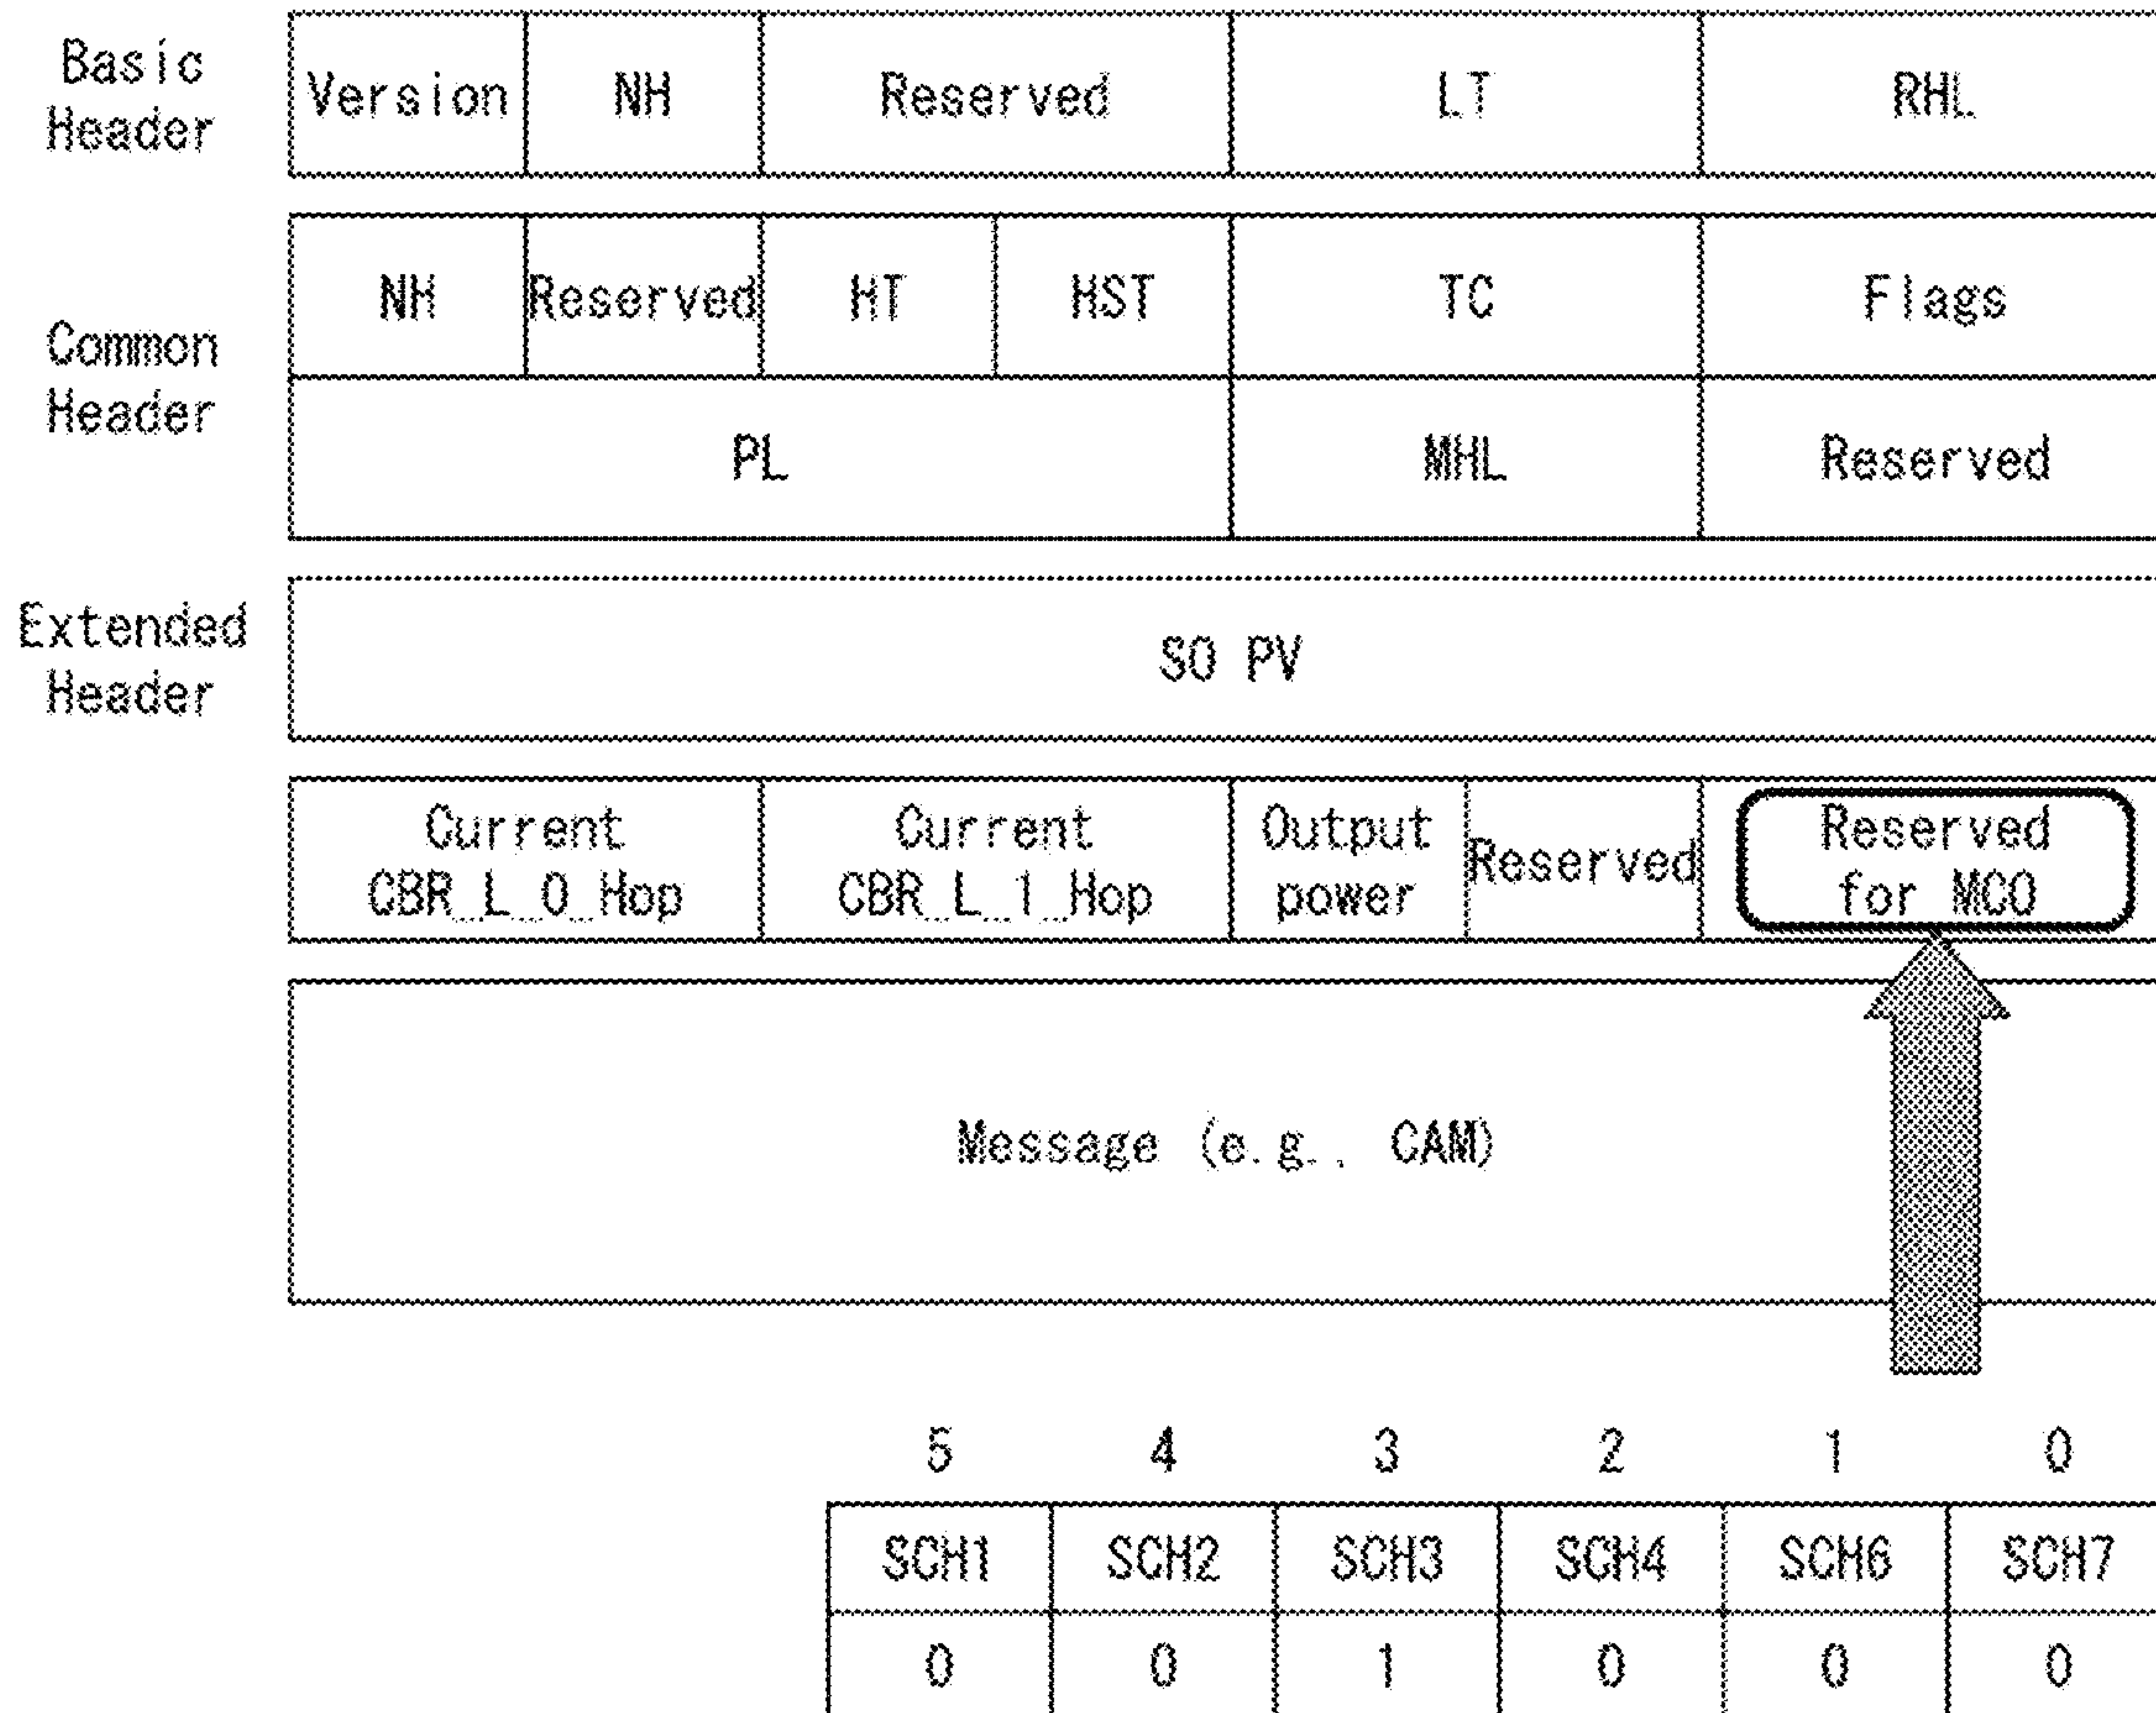 Basic
Header
Version NH Reserved LT RHL
Common
Header
NH Reserved HT HST TC Flags
PL MHL Reserved
Extended
Header
SO PV
Current
CBR_L_0_Hop
Current
CBR_L_1_Hop
Output
power
Reserved
Reserved
for MCO
Message (e.g., CAM)
5 4 3 2 1 0
SCH1 SCH2 SCH3 SCH4 SCH6 SCH7
0 0 1 0 0 0